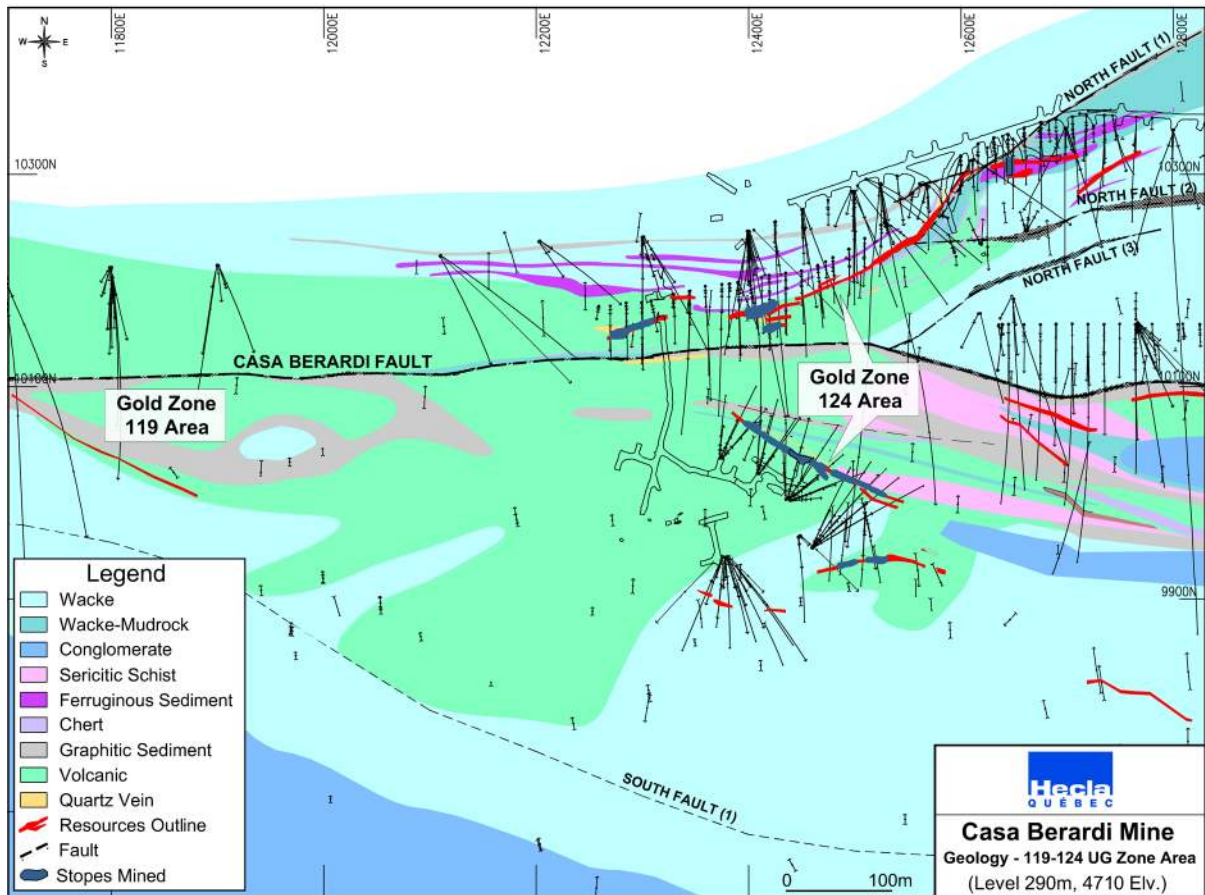 N
W E
S
11800E
12000E
12200E
12400E
12600E
12800E
NORTH FAULT (1)
10300N
10300N
NORTH FAULT (2)
NORTH FAULT (3)
CASA BERARDI FAULT
10100N
Gold Zone
119 Area
Gold Zone
124 Area
9900N
SOUTH FAULT (1)
Legend
Wacke
Wacke-Mudrock
Conglomerate
Sericitic Schist
Ferruginous Sediment
Chert
Graphitic Sediment
Volcanic
Quartz Vein
Resources Outline
Fault
Stopes Mined
0 100m
Hecla
QUÉBEC
Casa Berardi Mine
Geology - 119-124 UG Zone Area
(Level 290m, 4710 Elv.)